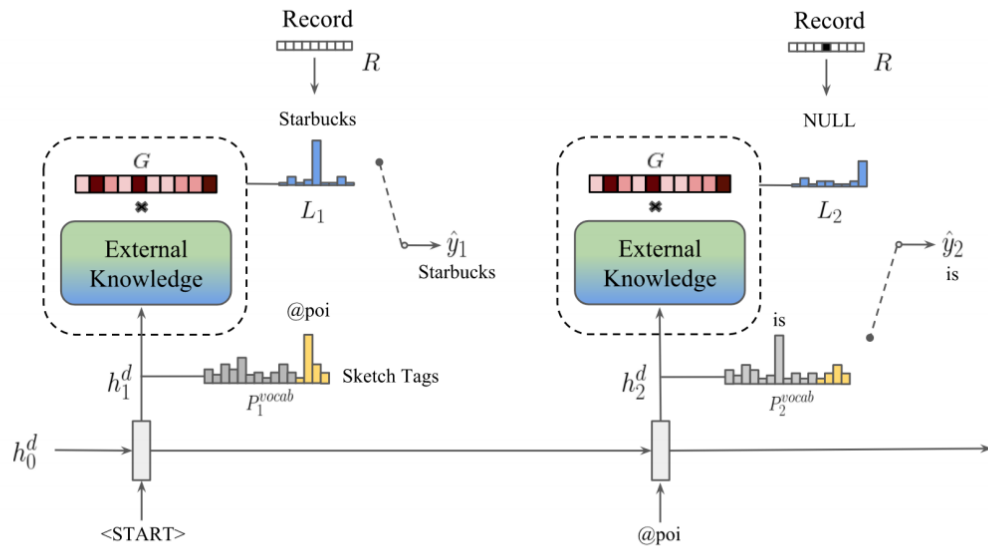 Record
R
Starbucks
G
✖
External
Knowledge
L₁
ŷ₁
Starbucks
@poi
h₁ᵈ
Sketch Tags
P₁ᵛᵒᶜᵃᵇ
h₀ᵈ
<START>
Record
R
NULL
G
✖
External
Knowledge
L₂
ŷ₂
is
is
h₂ᵈ
P₂ᵛᵒᶜᵃᵇ
@poi